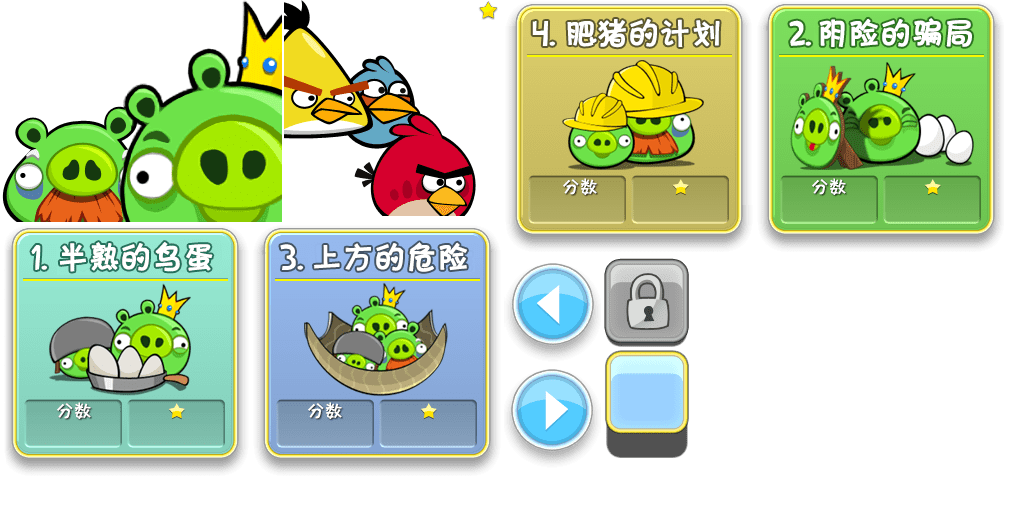 4. 肥猪的计划
分数
2. 阴险的骗局
分数
1. 半熟的鸟蛋
分数
3. 上方的危险
分数